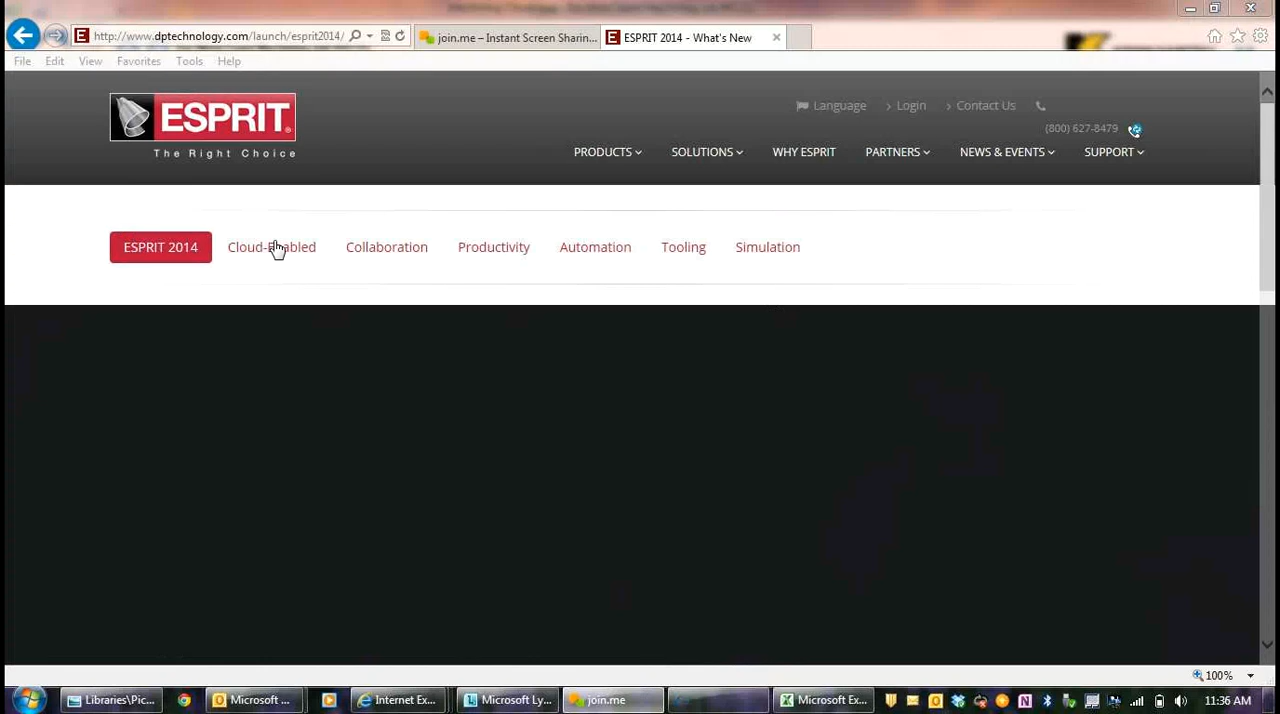 http://www.dptechnology.com/launch/esprit2014/
join.me – Instant Screen Sharin...
ESPRIT 2014 - What's New
File Edit View Favorites Tools Help
ESPRIT
The Right Choice
Language Login Contact Us
(800) 627-8479
PRODUCTS SOLUTIONS WHY ESPRIT PARTNERS NEWS & EVENTS SUPPORT
ESPRIT 2014 Cloud-Enabled Collaboration Productivity Automation Tooling Simulation
100%
Libraries\Pic... Microsoft ... Internet Ex... Microsoft Ly... join.me Microsoft Ex... 11:36 AM